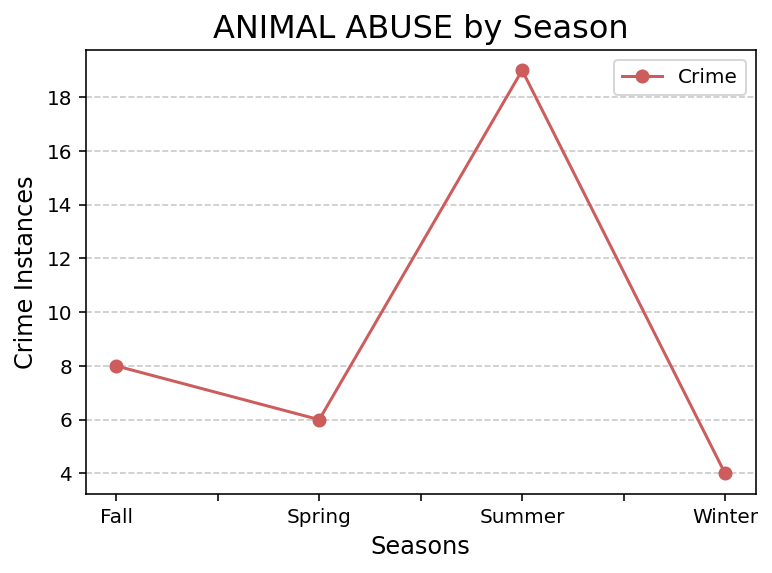 ANIMAL ABUSE by Season
Crime
Crime Instances
18
16
14
12
10
8
6
4
Fall Spring Summer Winter
Seasons